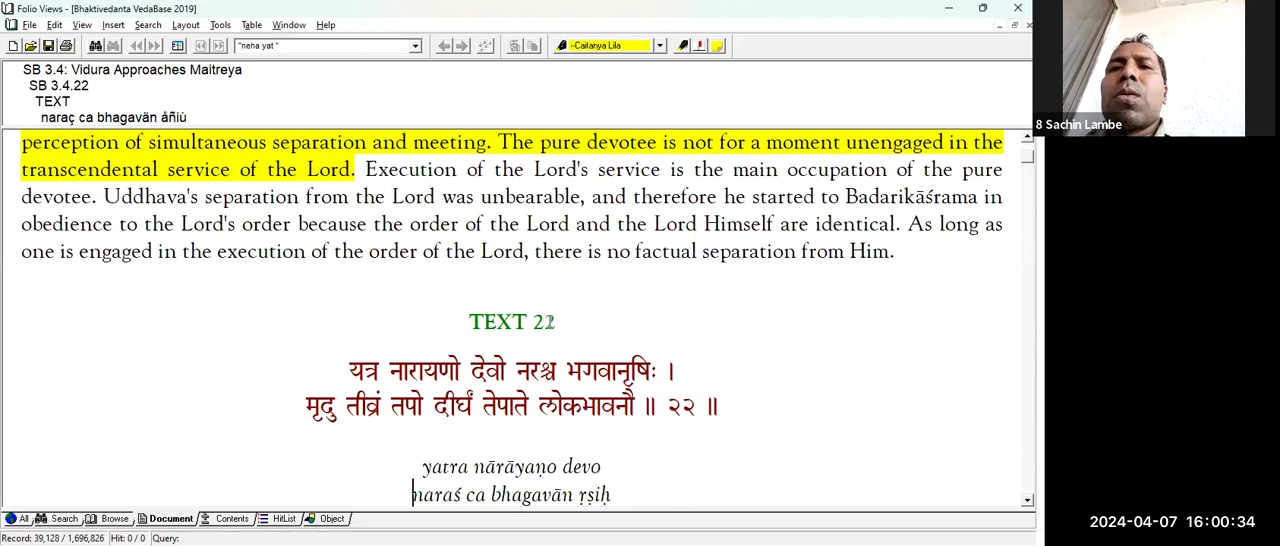 Folio Views - [Bhaktivedanta VedaBase 2019]
File Edit View Insert Search Layout Tools Table Window Help
"neha yat "
--Caitanya Lila
SB 3.4: Vidura Approaches Maitreya
SB 3.4.22
TEXT
naraç ca bhagavän åñiù
perception of simultaneous separation and meeting. The pure devotee is not for a moment unengaged in the
transcendental service of the Lord. Execution of the Lord's service is the main occupation of the pure
devotee. Uddhava's separation from the Lord was unbearable, and therefore he started to Badarikāśrama in
obedience to the Lord's order because the order of the Lord and the Lord Himself are identical. As long as
one is engaged in the execution of the order of the Lord, there is no factual separation from Him.
TEXT 22
यत्र नारायणो देवो नरश्च भगवानृषिः ।
मृदु तीव्रं तपो दीर्घं तेपाते लोकभावनौ ॥ २२ ॥
yatra nārāyaṇo devo
naraś ca bhagavān ṛṣiḥ
All Search Browse Document Contents HitList Object
Record: 39,128 / 1,696,826 Hit: 0 / 0 Query:
8 Sachin Lambe
2024-04-07 16:00:34